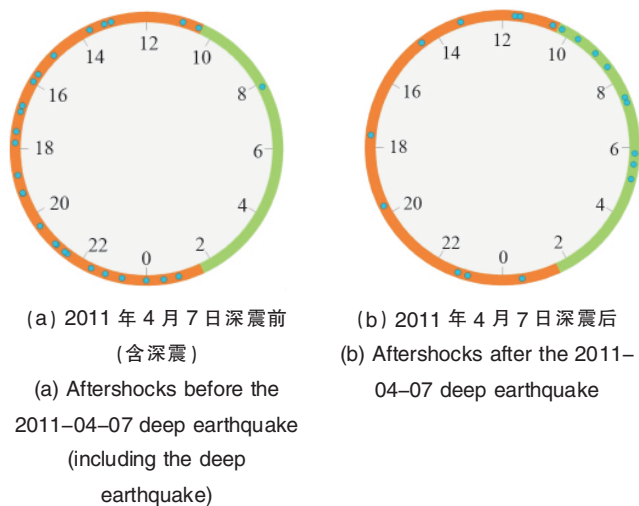 12
14
10
16
8
18
6
20
4
22
2
0
(a) 2011 年 4 月 7 日深震前
(含深震)
(a) Aftershocks before the
2011–04–07 deep earthquake
(including the deep
earthquake)
12
14
10
16
8
18
6
20
4
22
2
0
(b) 2011 年 4 月 7 日深震后
(b) Aftershocks after the 2011–
04–07 deep earthquake